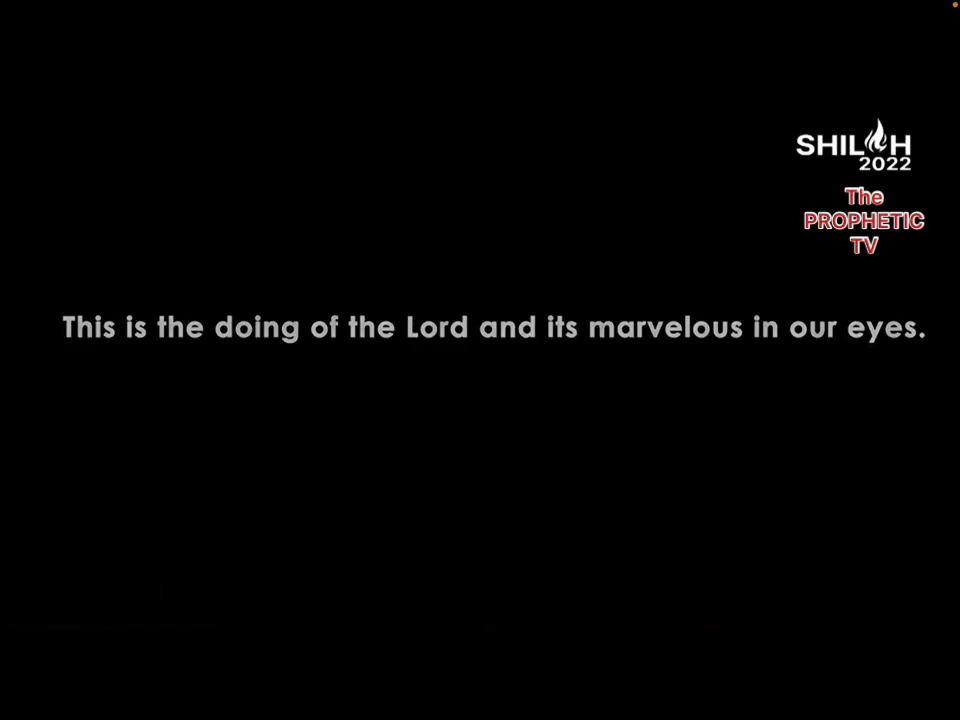 SHILOH
2022
The
PROPHETIC
TV
This is the doing of the Lord and its marvelous in our eyes.